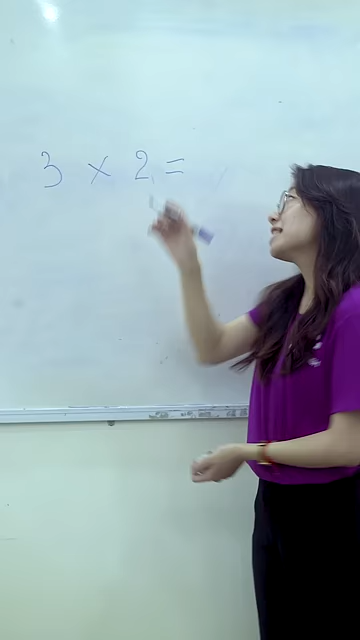 3 × 2 =